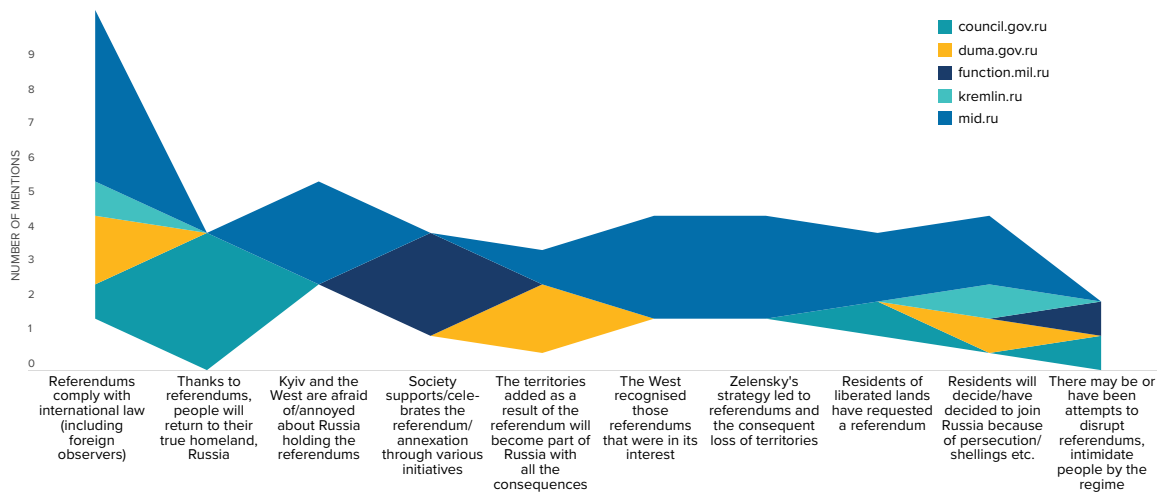 council.gov.ru
duma.gov.ru
function.mil.ru
kremlin.ru
mid.ru
NUMBER OF MENTIONS
9
8
7
6
5
4
3
2
1
0
Referendums
comply with
international law
(including
foreign
observers)
Thanks to
referendums,
people will
return to their
true homeland,
Russia
Kyiv and the
West are afraid
of/annoyed
about Russia
holding the
referendums
Society
supports/cele-
brates the
referendum/
annexation
through various
initiatives
The territories
added as a
result of the
referendum will
become part of
Russia with
all the
consequences
The West
recognised
those
referendums
that were in its
interest
Zelensky's
strategy led to
referendums and
the consequent
loss of territories
Residents of
liberated lands
have requested
a referendum
Residents will
decide/have
decided to join
Russia because
of persecution/
shellings etc.
There may be or
have been
attempts to
disrupt
referendums,
intimidate
people by the
regime